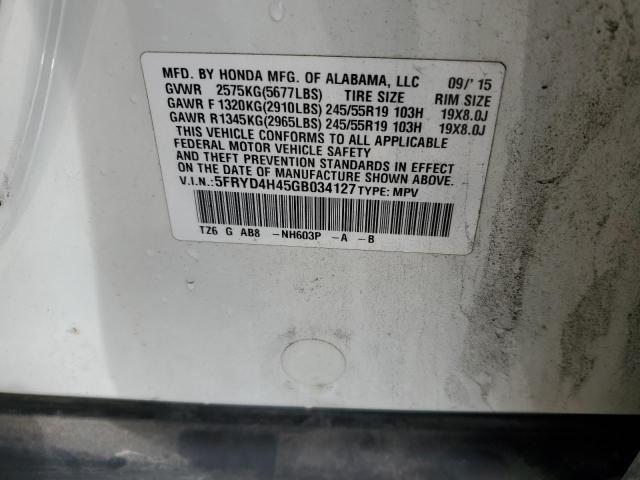 MFD. BY HONDA MFG. OF ALABAMA, LLC 09/'15
GVWR 2575KG(5677LBS) TIRE SIZE RIM SIZE
GAWR F 1320KG(2910LBS) 245/55R19 103H 19X8.0J
GAWR R1345KG(2965LBS) 245/55R19 103H 19X8.0J
THIS VEHICLE CONFORMS TO ALL APPLICABLE
FEDERAL MOTOR VEHICLE SAFETY
AND THEFT PREVENTION STANDARDS IN EFFECT
ON THE DATE OF MANUFACTURE SHOWN ABOVE.
V.I.N.: 5FRYD4H45GB034127 TYPE: MPV
TZ6 G AB8 -NH603P -A -B